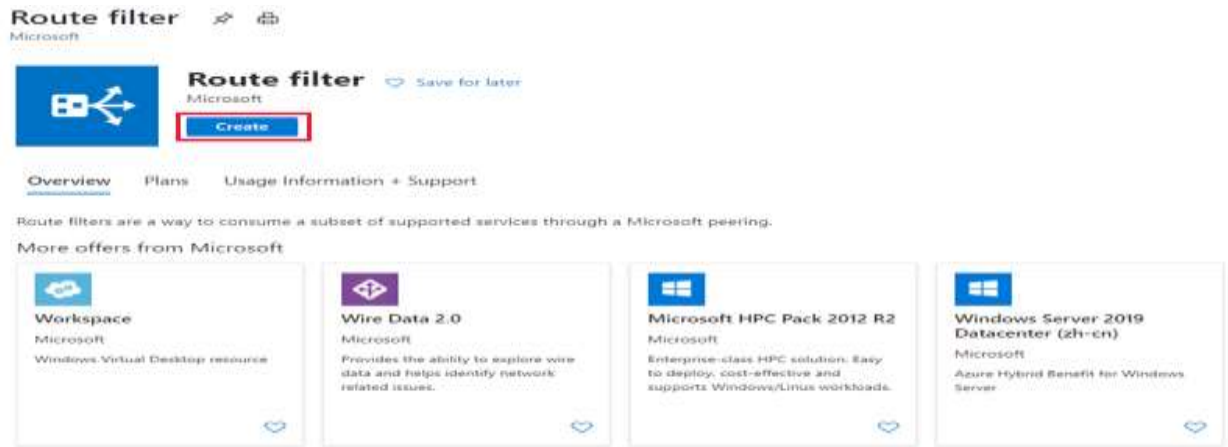 Route filter
Microsoft
Route filter Save for later
Microsoft
Create
Overview Plans Usage Information + Support
Route filters are a way to consume a subset of supported services through a Microsoft peering.
More offers from Microsoft
Workspace
Microsoft
Windows Virtual Desktop resource
Wire Data 2.0
Microsoft
Provides the ability to explore wire
data and helps identify network
related issues.
Microsoft HPC Pack 2012 R2
Microsoft
Enterprise-class HPC solution. Easy
to deploy, cost-effective and
supports Windows/Linus workloads.
Windows Server 2019
Datacenter (zh-cn)
Microsoft
Azure Hybrid Benefit for Windows
Server